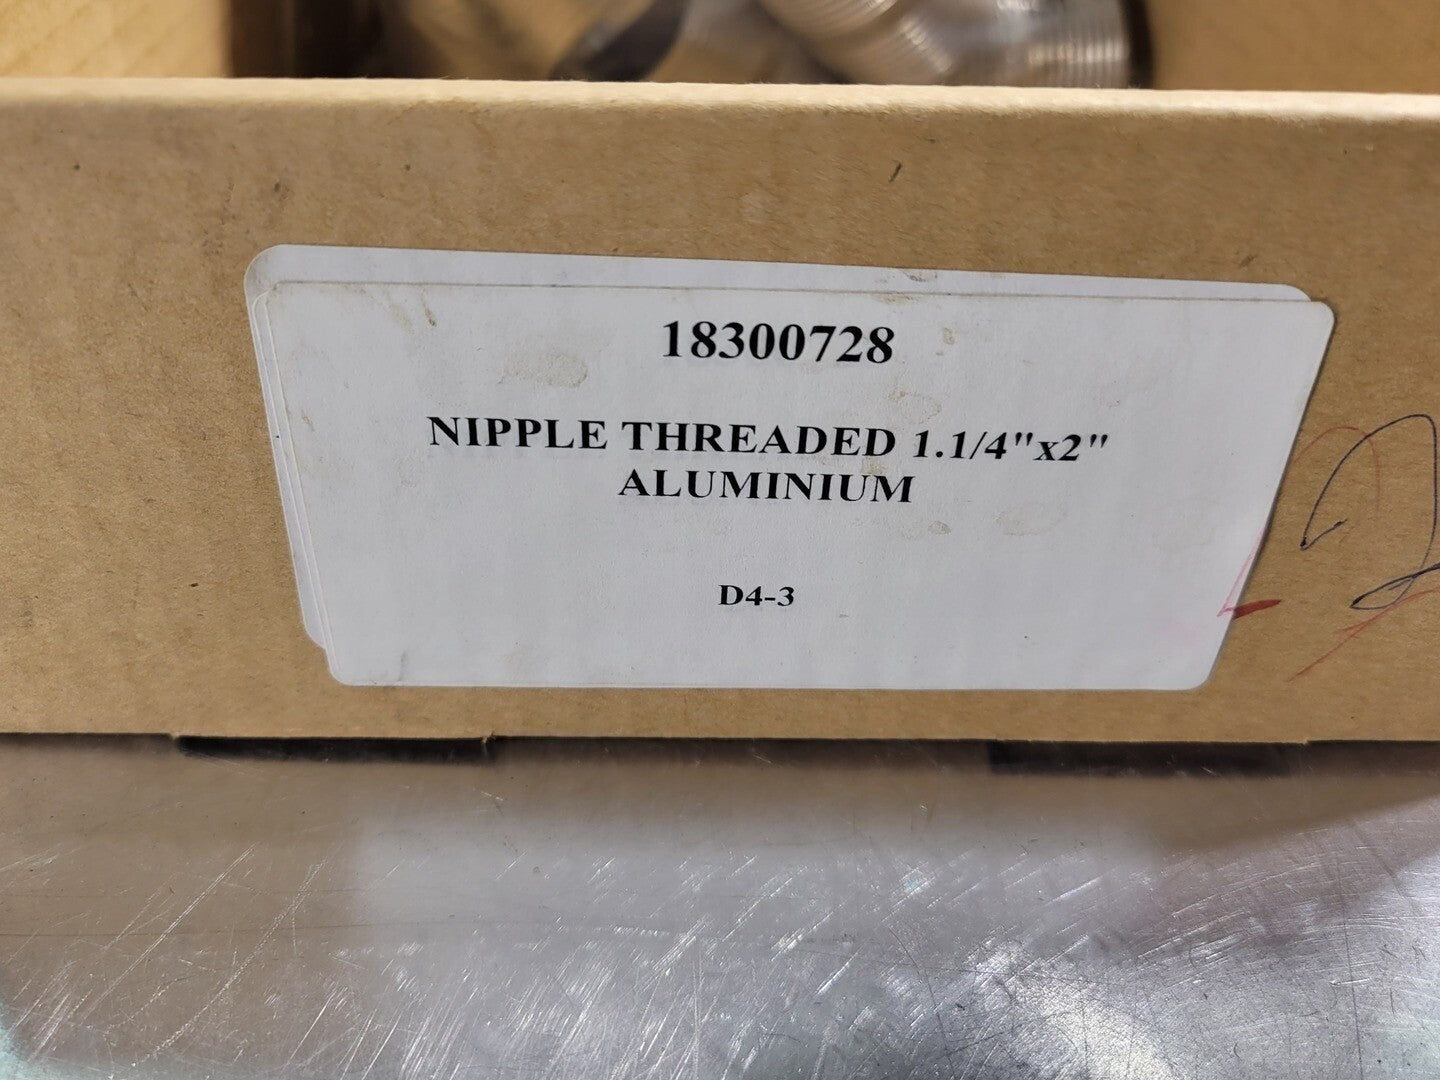 18300728
NIPPLE THREADED 1.1/4"x2"
ALUMINIUM
D4-3